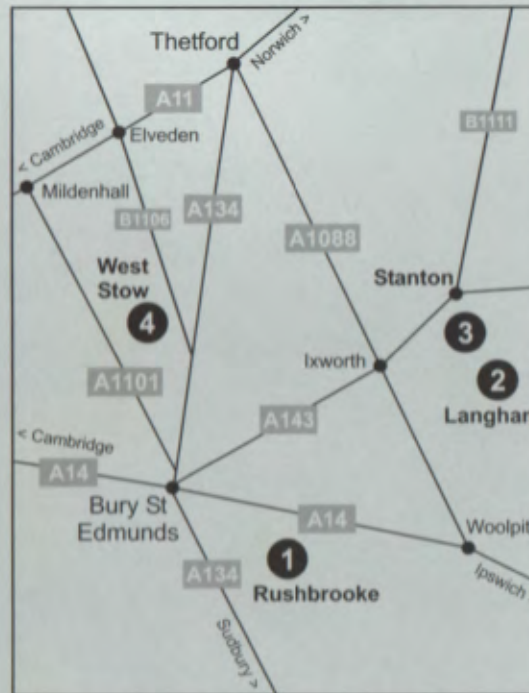 Thetford
Norwich >
A11
< Cambridge
Elveden
B1111
Mildenhall
B1106
A134
A1088
West
Stow
Stanton
4
3
Ixworth
2
A1101
A143
Langhar
< Cambridge
A14
Bury St
Edmunds
A14
Woolpit
1
Ipswich
A134
Rushbrooke
Sudbury >